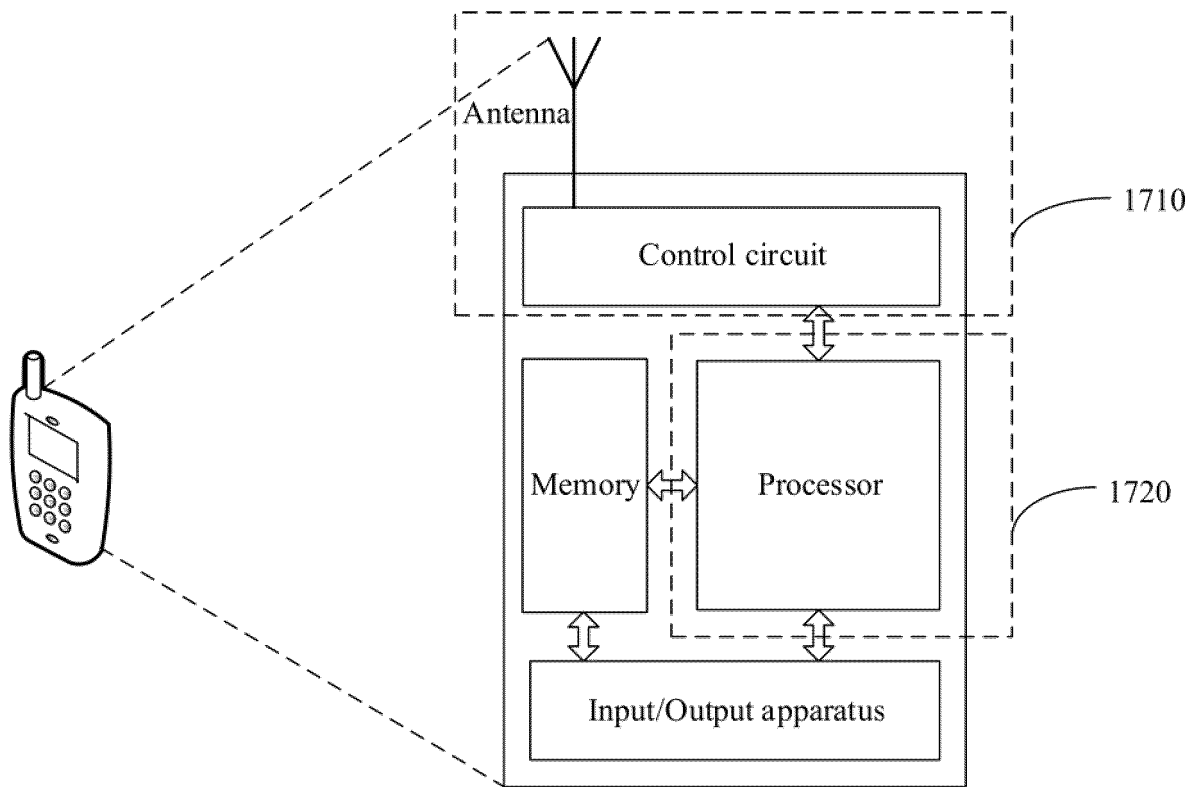 Antenna
1710
Control circuit
Memory
Processor
1720
Input/Output apparatus